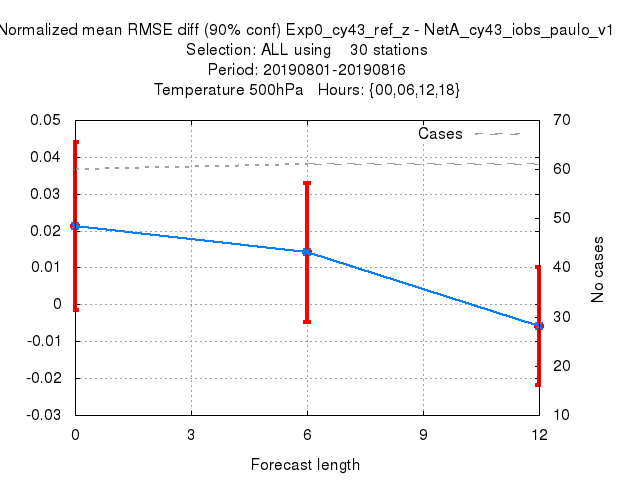 Normalized mean RMSE diff (90% conf) Exp0_cy43_ref_z - NetA_cy43_iobs_paulo_v1
Selection: ALL using 30 stations
Period: 20190801-20190816
Temperature 500hPa Hours: {00,06,12,18}
Cases
0.05
0.04
0.03
0.02
0.01
0
-0.01
-0.02
-0.03
70
60
50
40
30
20
10
No cases
0 3 6 9 12
Forecast length